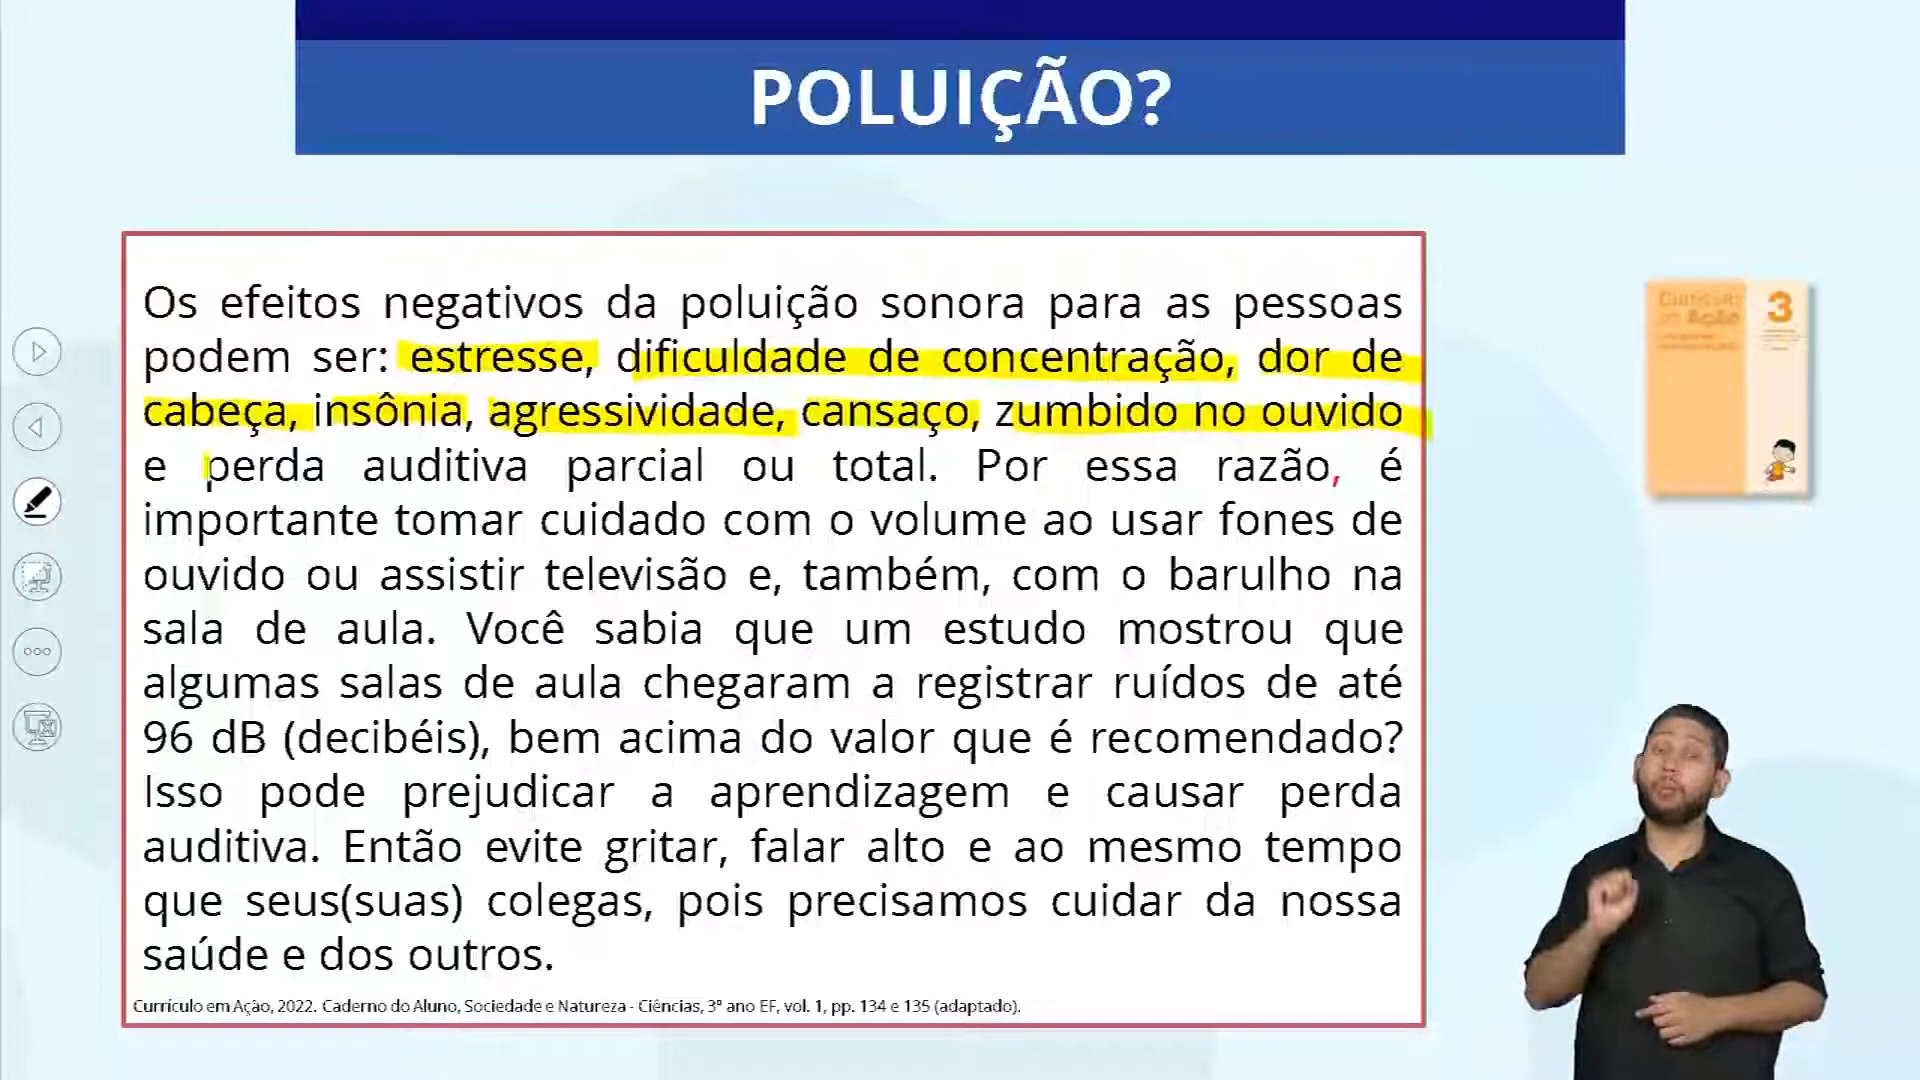 POLUIÇÃO?
Os efeitos negativos da poluição sonora para as pessoas
podem ser: estresse, dificuldade de concentração, dor de
cabeça, insônia, agressividade, cansaço, zumbido no ouvido
e perda auditiva parcial ou total. Por essa razão, é
importante tomar cuidado com o volume ao usar fones de
ouvido ou assistir televisão e, também, com o barulho na
sala de aula. Você sabia que um estudo mostrou que
algumas salas de aula chegaram a registrar ruídos de até
96 dB (decibéis), bem acima do valor que é recomendado?
Isso pode prejudicar a aprendizagem e causar perda
auditiva. Então evite gritar, falar alto e ao mesmo tempo
que seus(suas) colegas, pois precisamos cuidar da nossa
saúde e dos outros.
Currículo em Ação, 2022. Caderno do Aluno, Sociedade e Natureza - Ciências, 3º ano EF, vol. 1, pp. 134 e 135 (adaptado).
3
em Ação